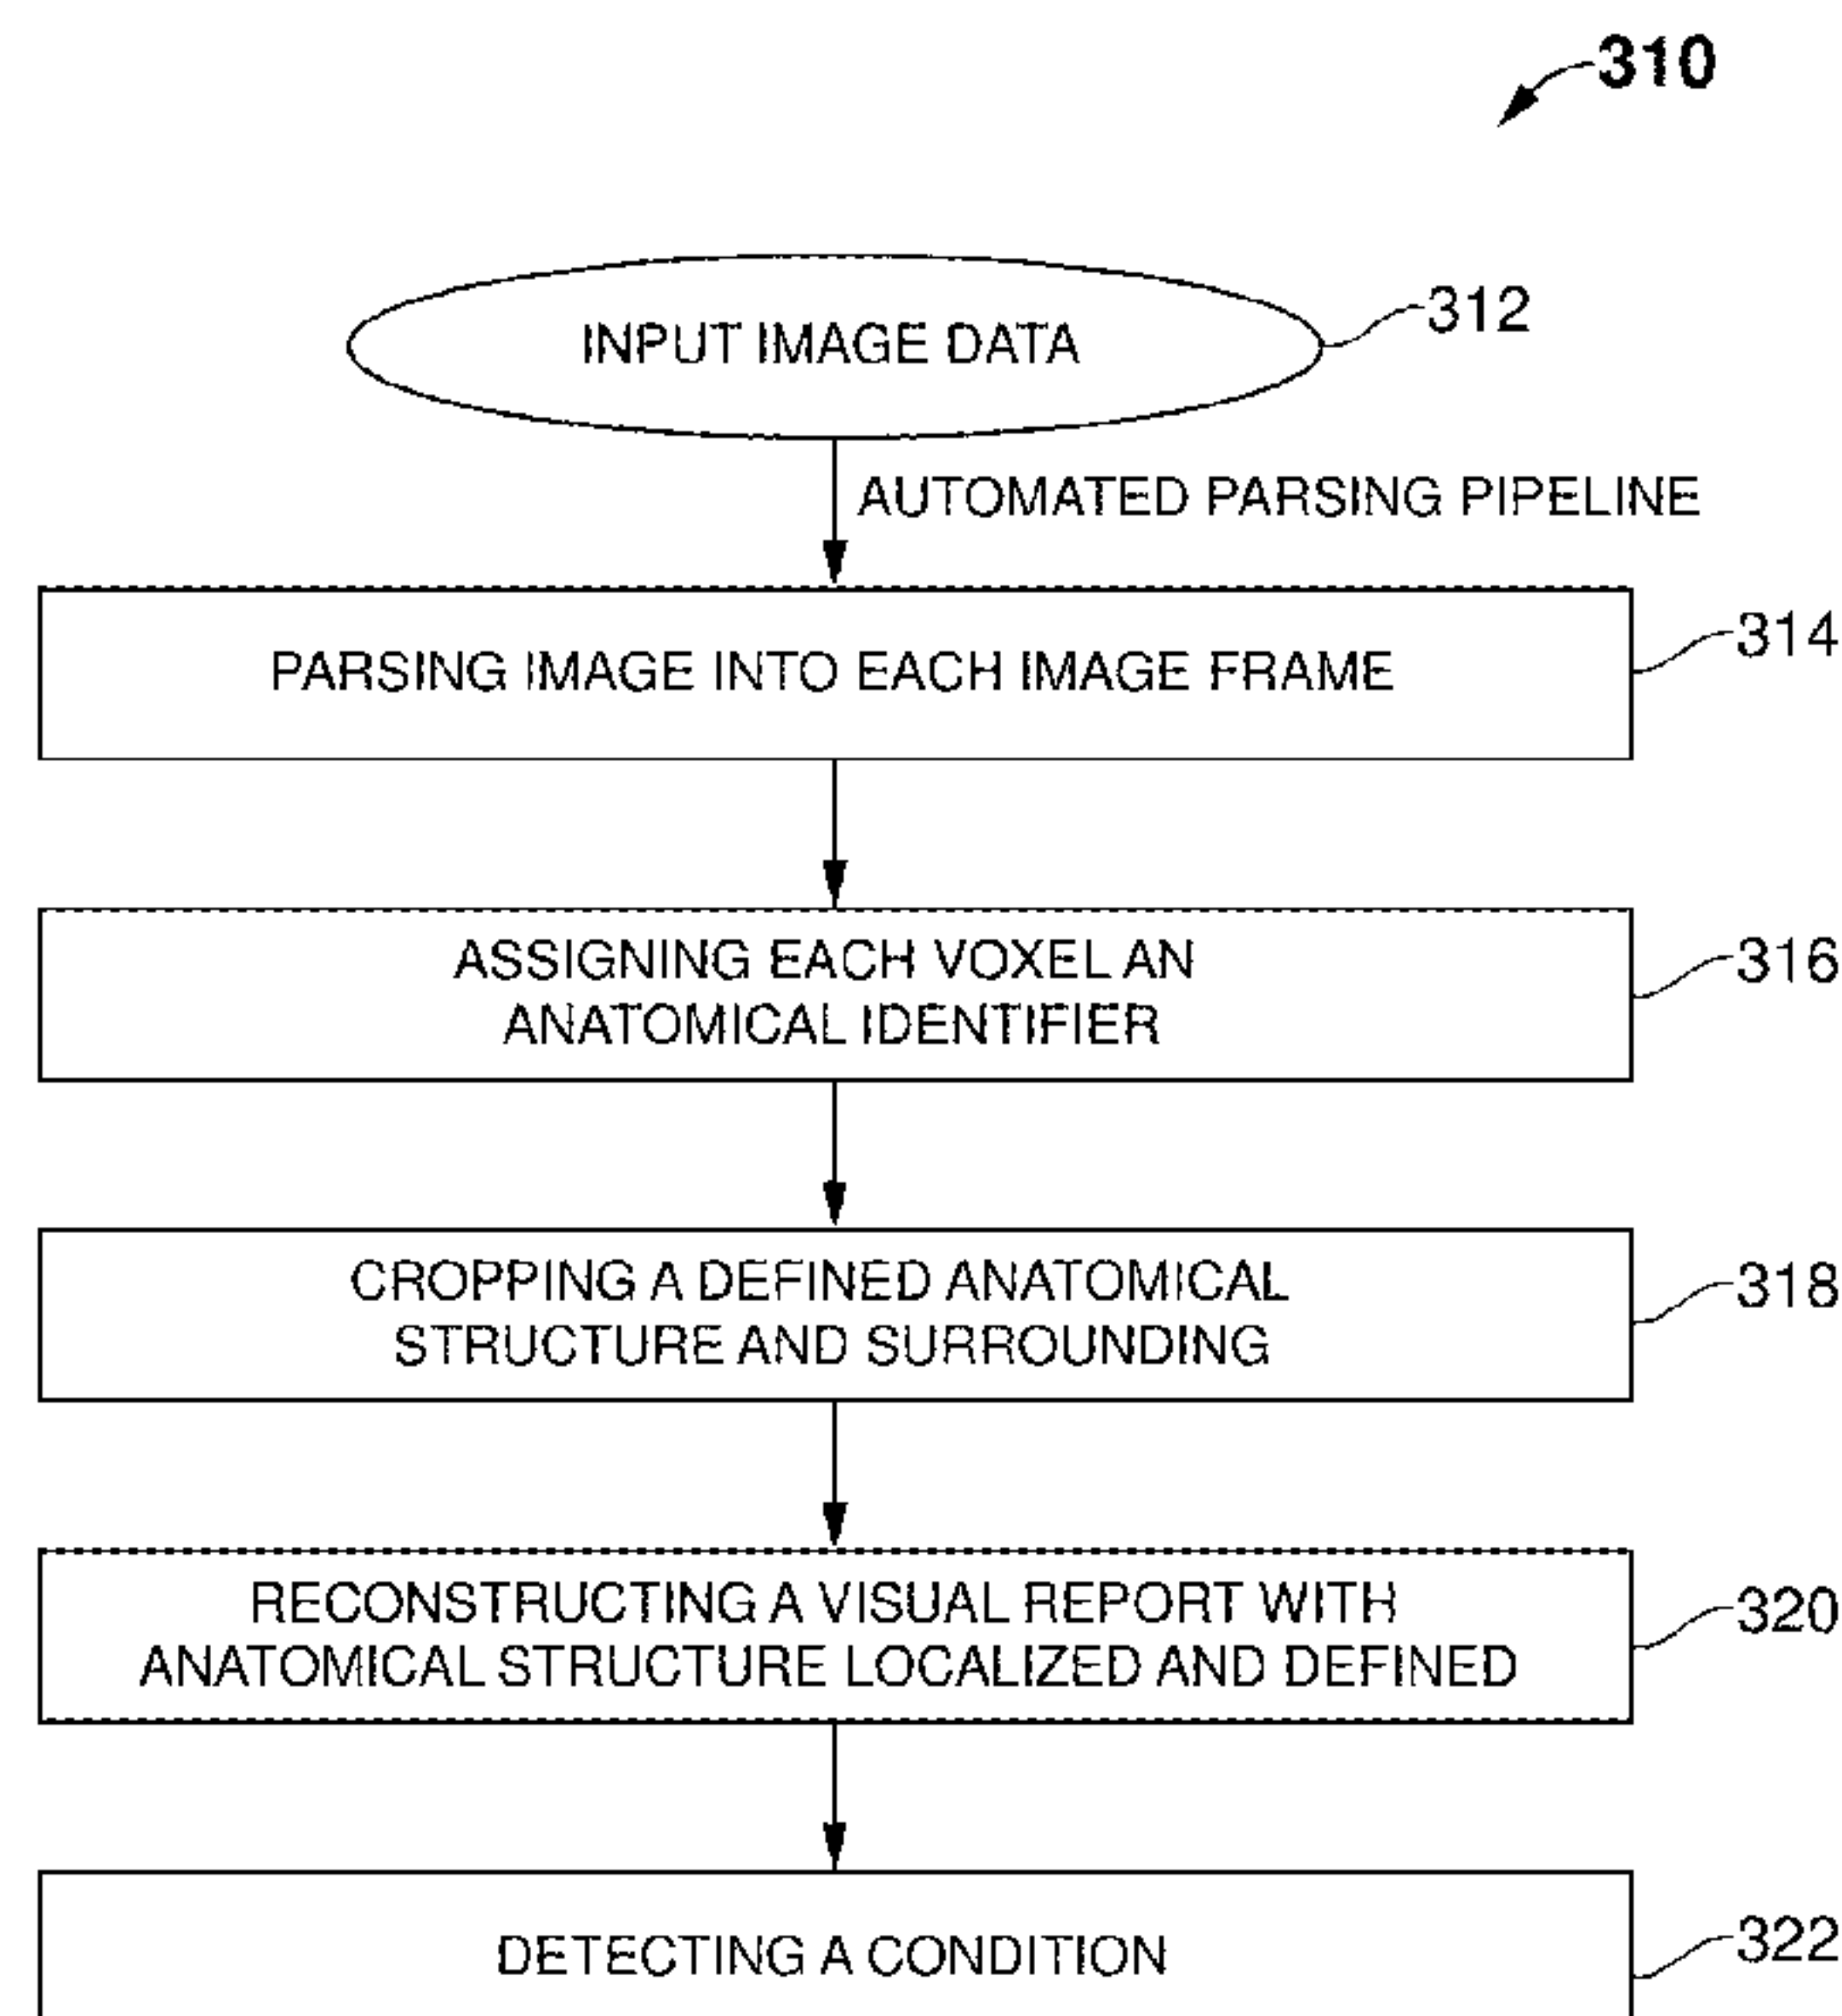 310
INPUT IMAGE DATA
312
AUTOMATED PARSING PIPELINE
PARSING IMAGE INTO EACH IMAGE FRAME
314
ASSIGNING EACH VOXEL AN
ANATOMICAL IDENTIFIER
316
CROPPING A DEFINED ANATOMICAL
STRUCTURE AND SURROUNDING
318
RECONSTRUCTING A VISUAL REPORT WITH
ANATOMICAL STRUCTURE LOCALIZED AND DEFINED
320
DETECTING A CONDITION
322